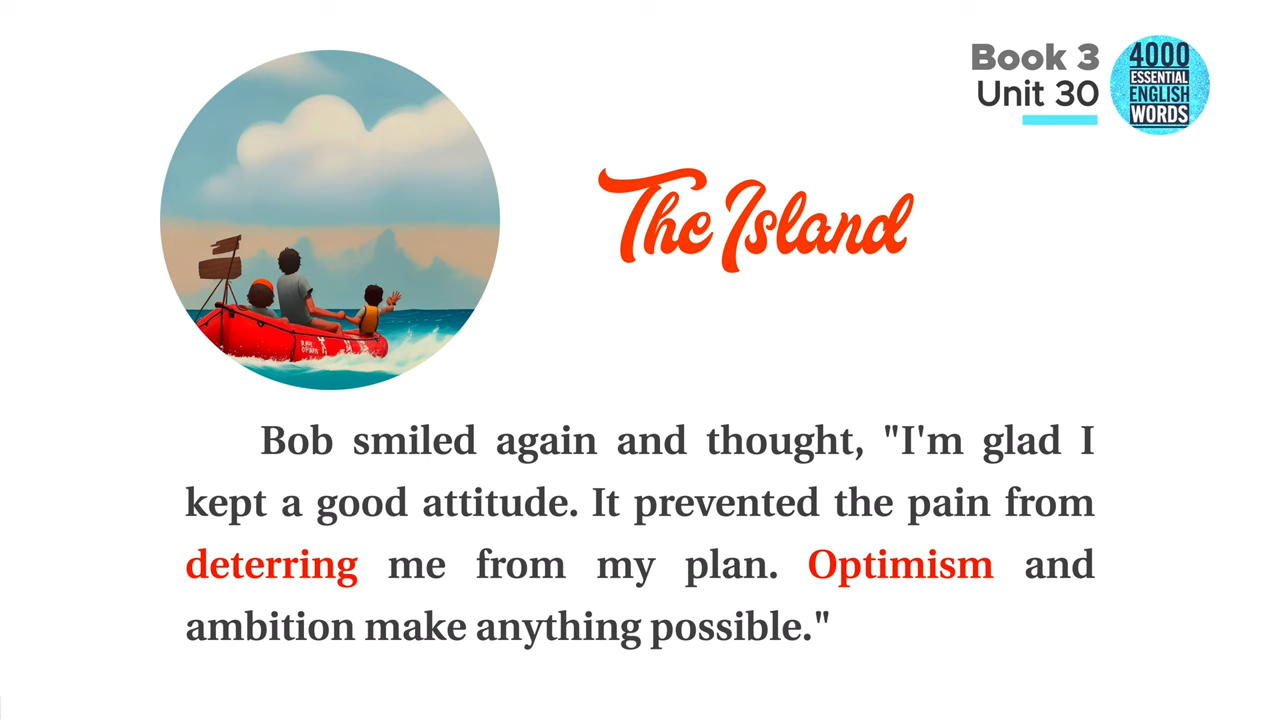 Book 3
Unit 30
4000
ESSENTIAL
ENGLISH
WORDS
The Island
Bob smiled again and thought, "I'm glad I
kept a good attitude. It prevented the pain from
deterring me from my plan. Optimism and
ambition make anything possible."